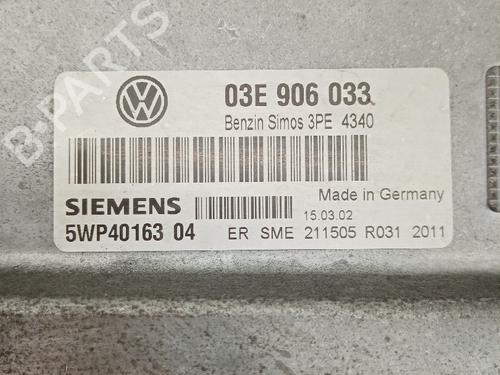 B-PARTS
03E 906 033
Benzin Simos 3PE 4340
Made in Germany
SIEMENS
15.03.02
5WP40163 04 ER SME 211505 R031 2011